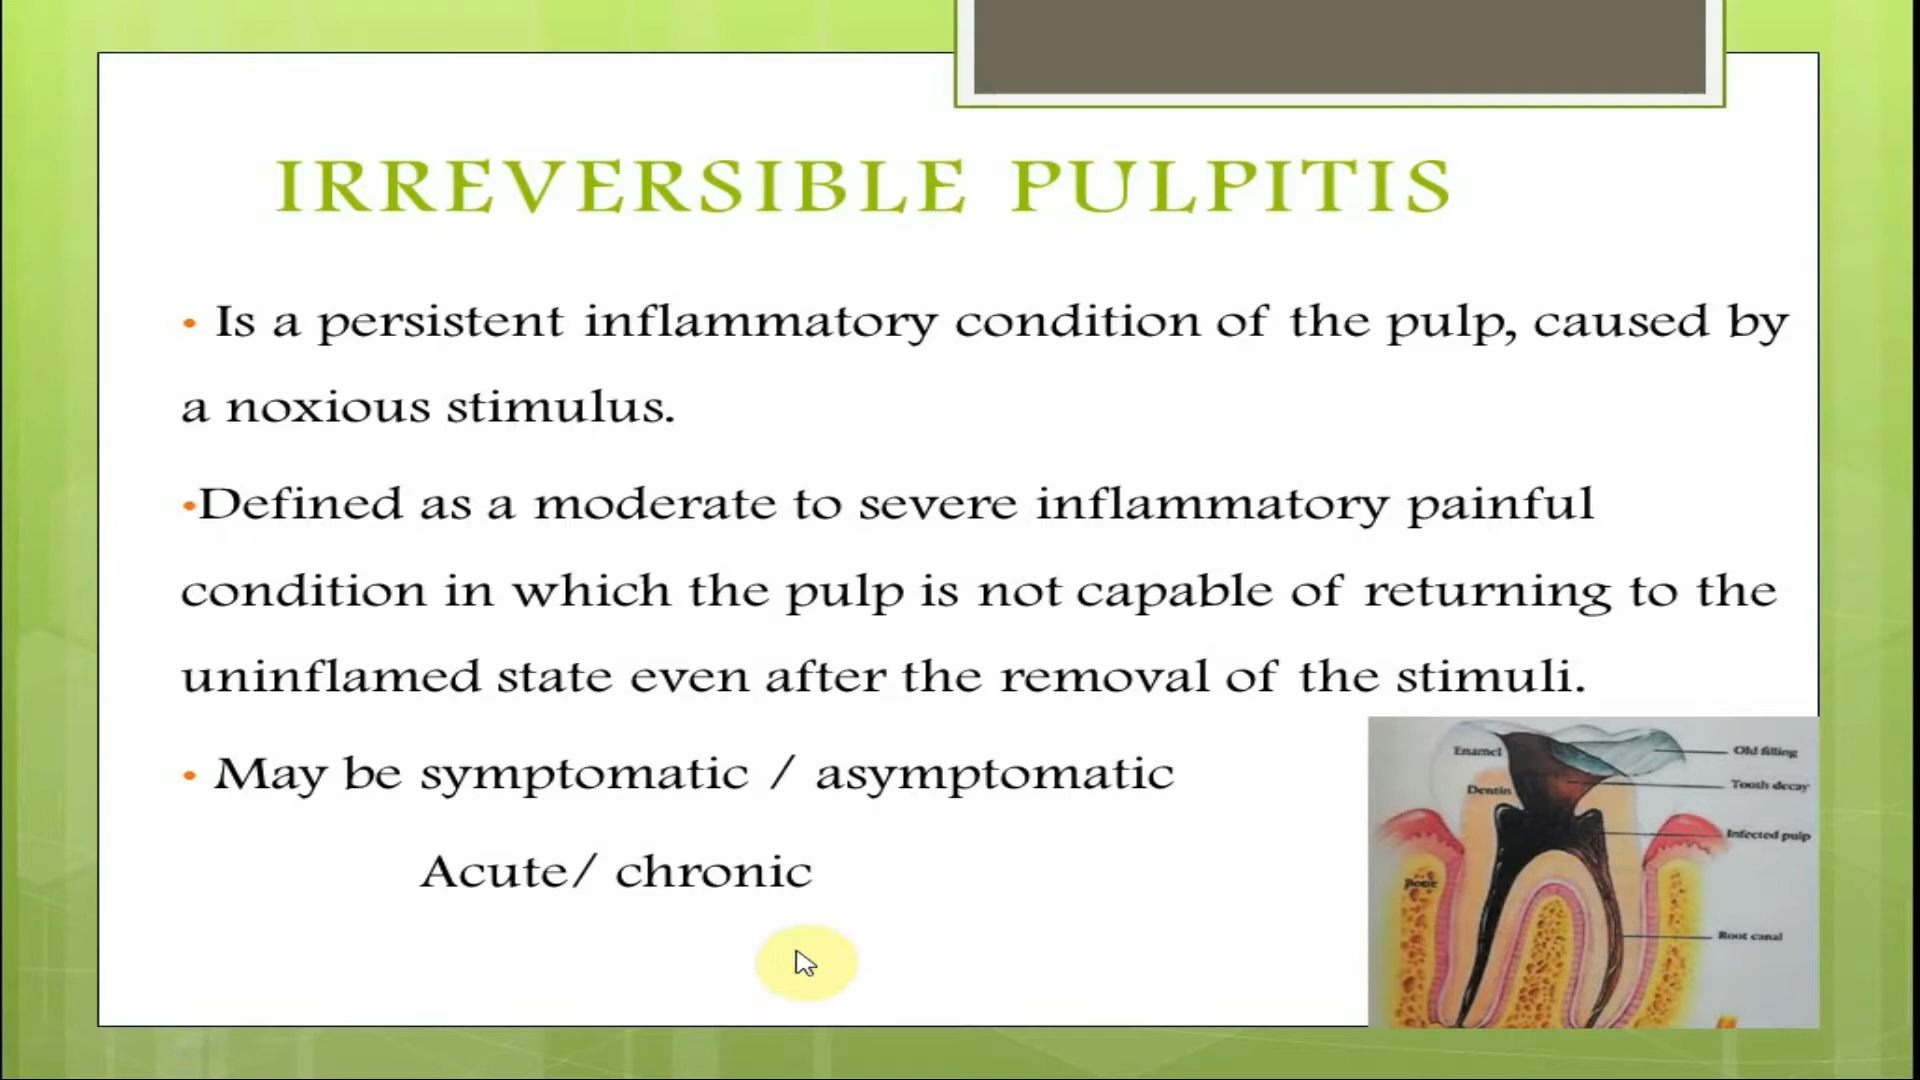 IRREVERSIBLE PULPITIS
• Is a persistent inflammatory condition of the pulp, caused by
a noxious stimulus.
•Defined as a moderate to severe inflammatory painful
condition in which the pulp is not capable of returning to the
uninflamed state even after the removal of the stimuli.
• May be symptomatic / asymptomatic
Acute/ chronic
Enamel
Old filling
Dentin
Tooth decay
Infected pulp
Bone
Root canal